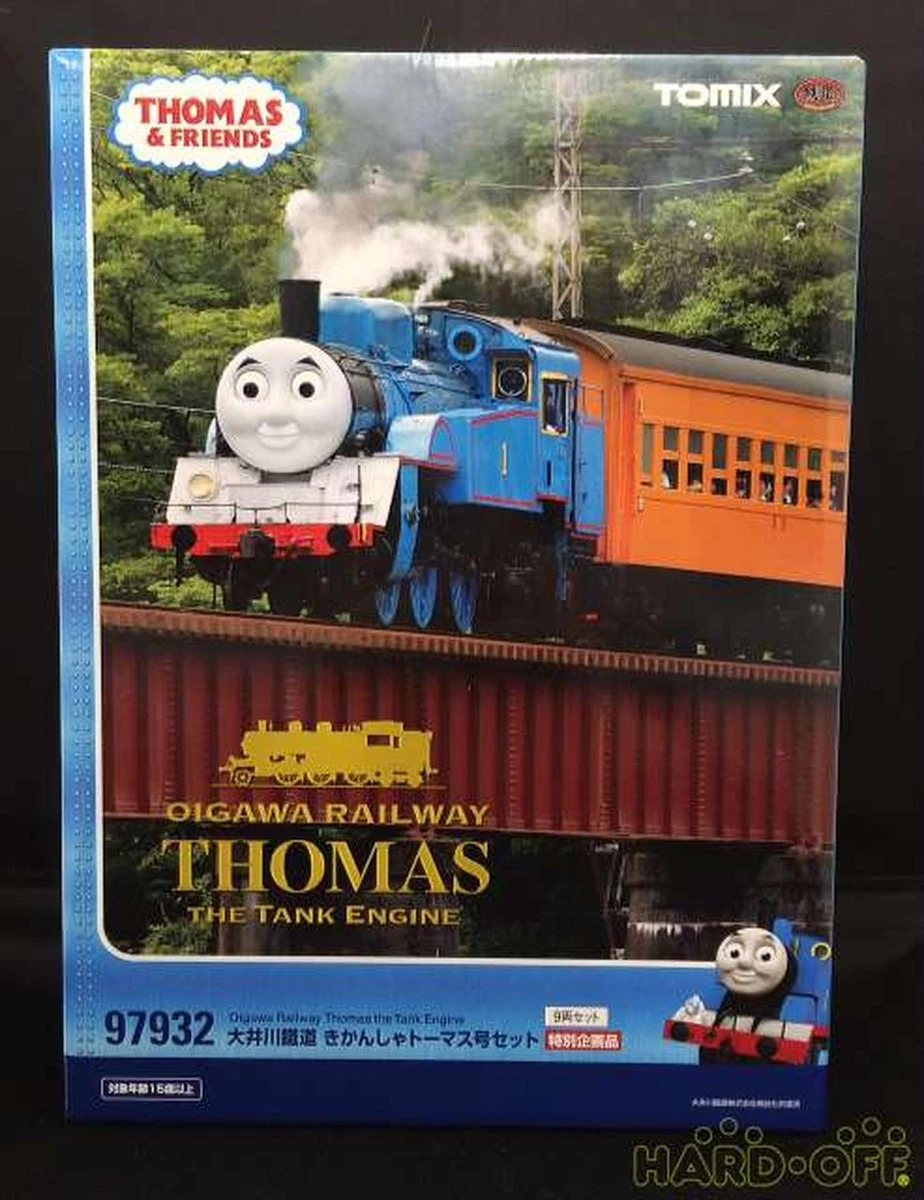 THOMAS
& FRIENDS
TOMIX
1
OIGAWA RAILWAY
THOMAS
THE TANK ENGINE
97932
Oigawa Railway Thomas the Tank Engine
大井川鐵道 きかんしゃトーマス号セット
9両セット
特別企画品
対象年齢15歳以上
HARD·OFF